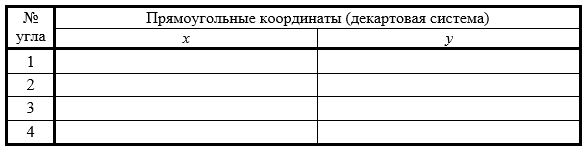 № угла
Прямоугольные координаты (декартовая система)
x
y
1
2
3
4